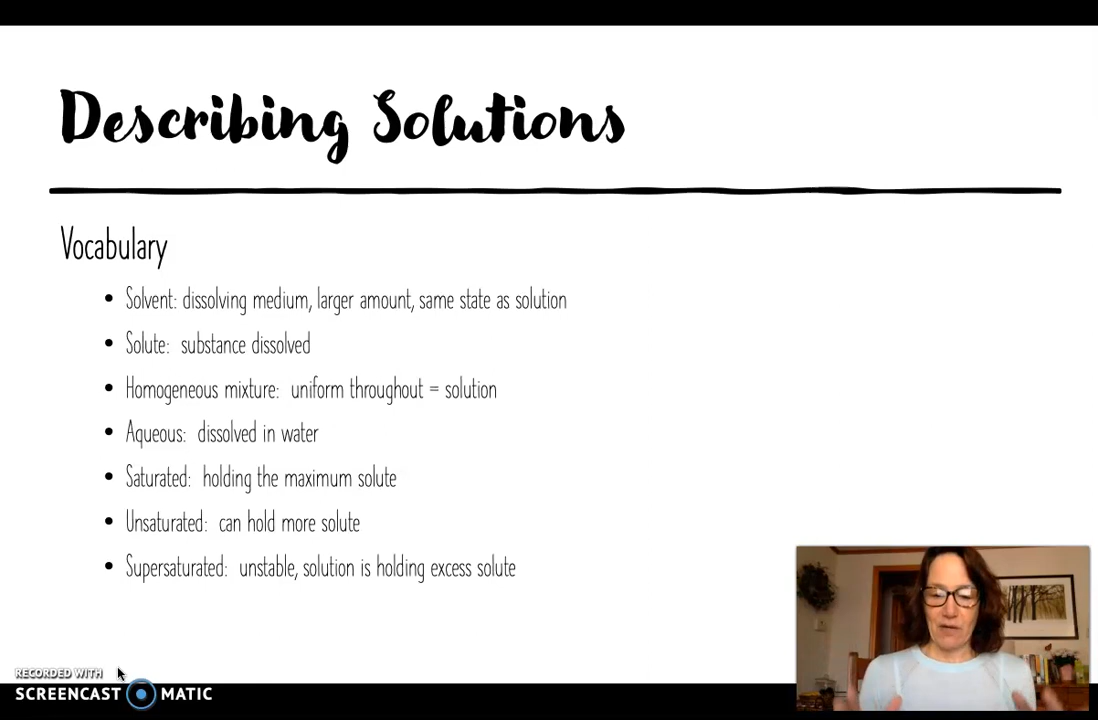 Describing Solutions
Vocabulary
• Solvent: dissolving medium, larger amount, same state as solution
• Solute: substance dissolved
• Homogeneous mixture: uniform throughout = solution
• Aqueous: dissolved in water
• Saturated: holding the maximum solute
• Unsaturated: can hold more solute
• Supersaturated: unstable, solution is holding excess solute
RECORDED WITH
SCREENCAST MATIC